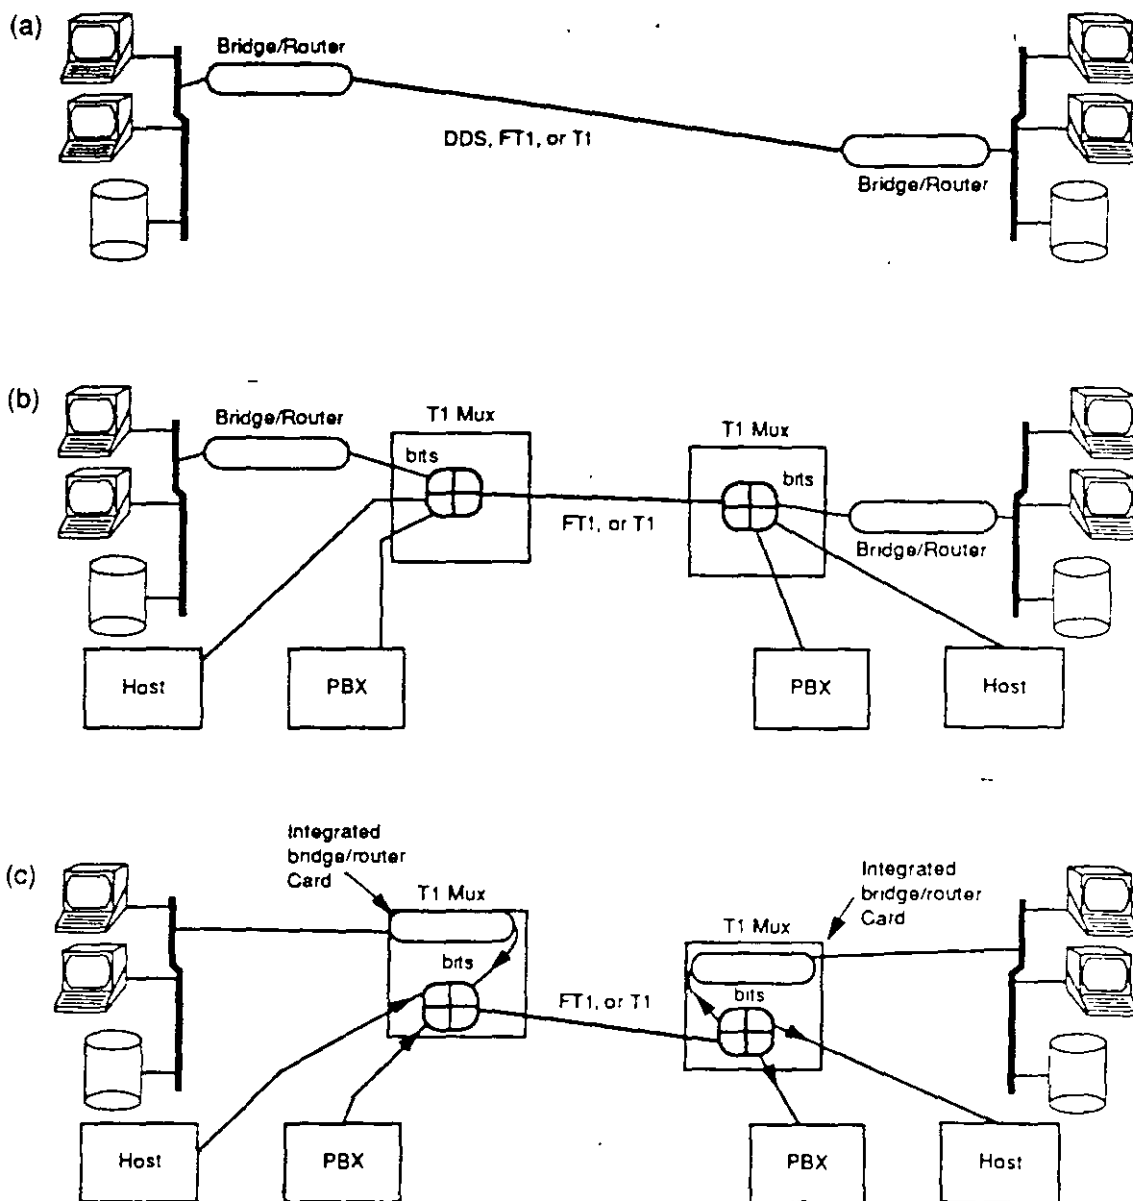 (a)
Bridge/Router
DDS, FT1, or T1
Bridge/Router
(b)
Bridge/Router
T1 Mux
bits
FT1, or T1
T1 Mux
bits
Bridge/Router
Host
PBX
PBX
Host
(c)
Integrated
bridge/router
Card
T1 Mux
bits
FT1, or T1
Integrated
bridge/router
Card
T1 Mux
bits
Host
PBX
PBX
Host